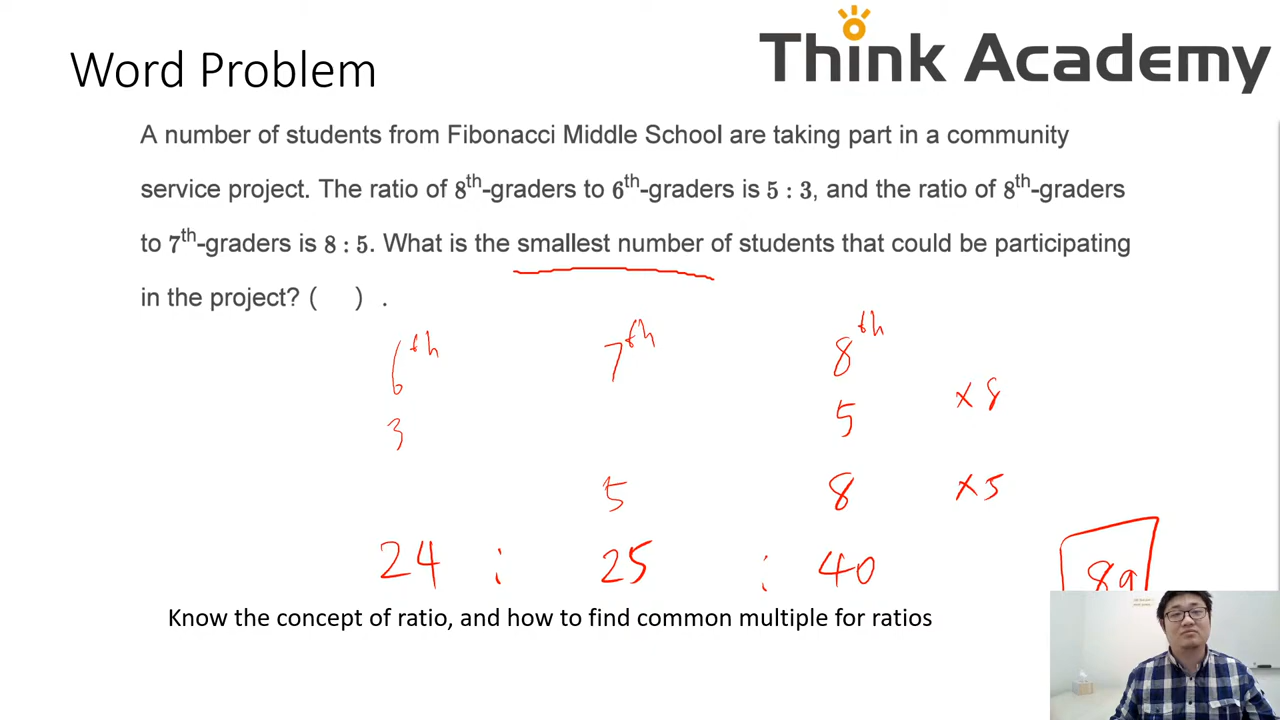 Think Academy
Word Problem
A number of students from Fibonacci Middle School are taking part in a community
service project. The ratio of 8th-graders to 6th-graders is 5 : 3, and the ratio of 8th-graders
to 7th-graders is 8 : 5. What is the smallest number of students that could be participating
in the project? ( ) .
6th 7th 8th
3 5 ×8
5 8 ×5
24 : 25 : 40
89
Know the concept of ratio, and how to find common multiple for ratios